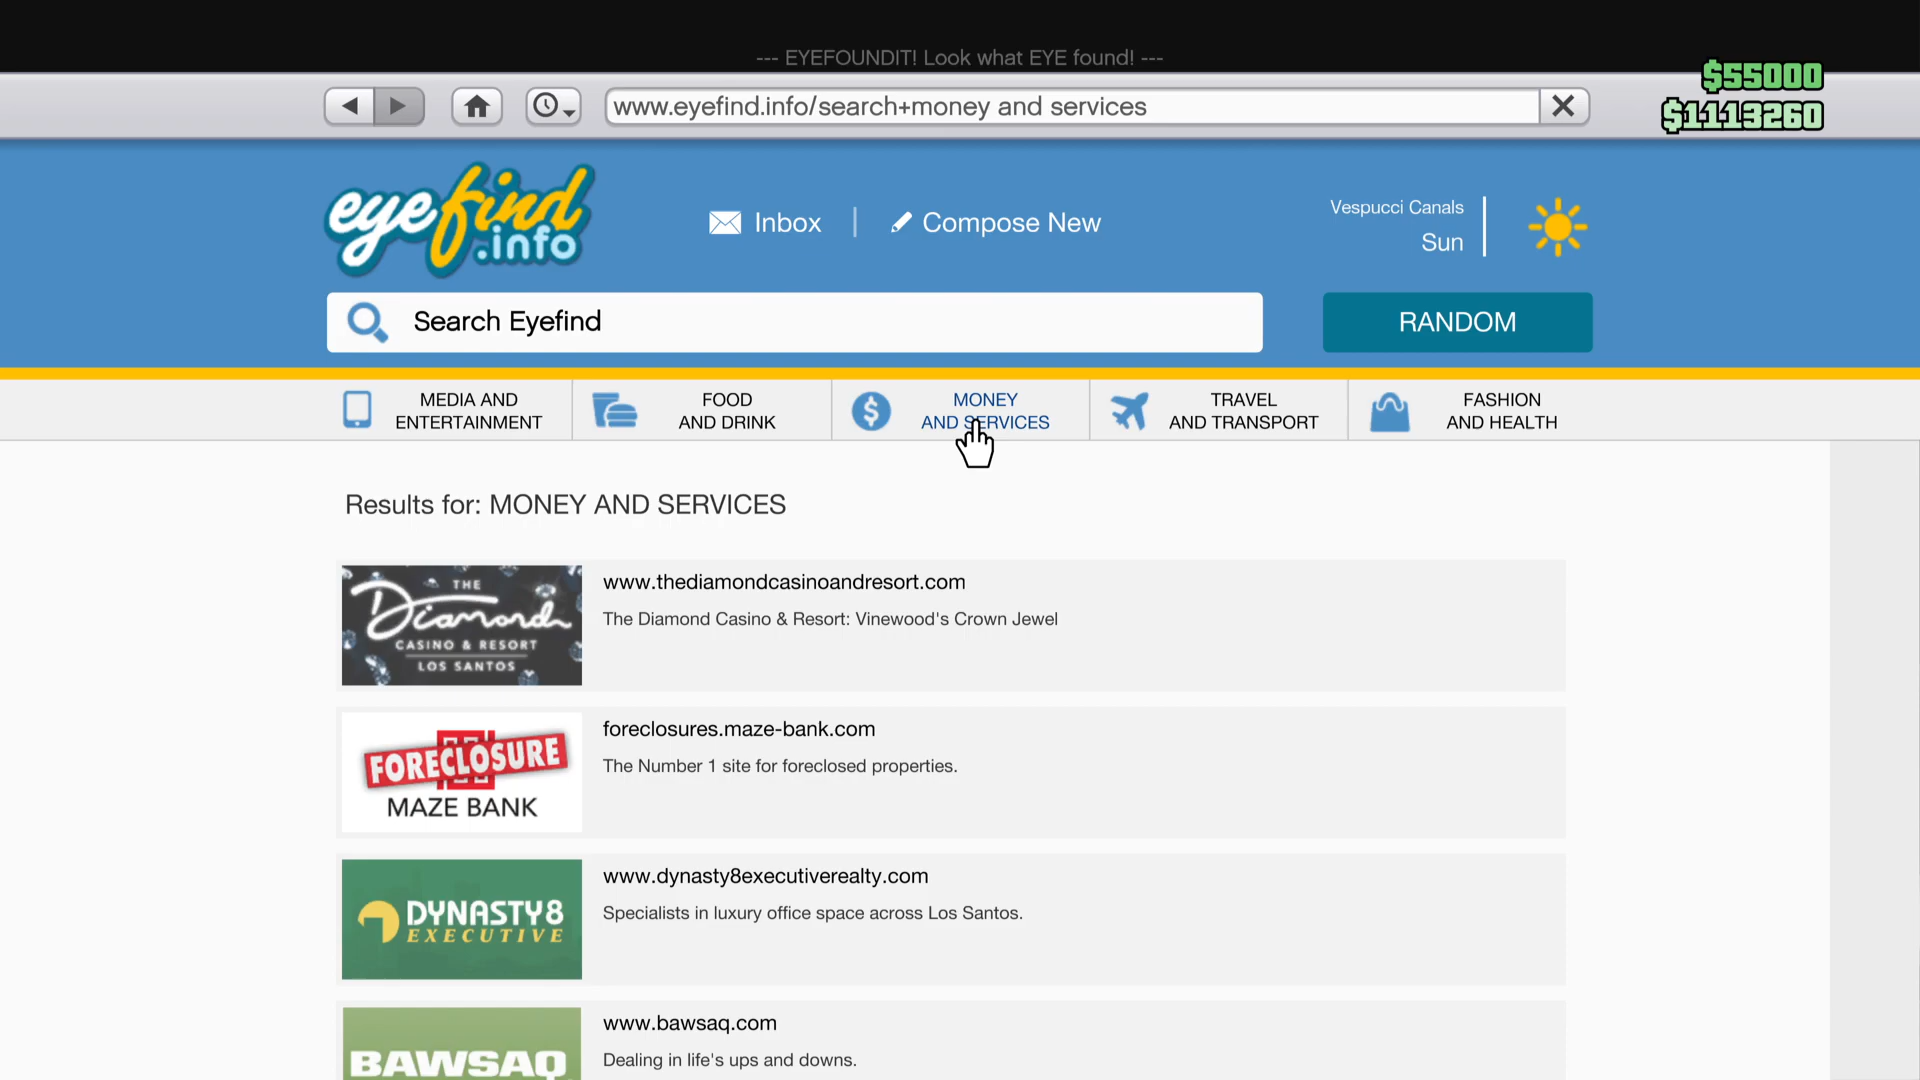 --- EYEFOUNDIT! Look what EYE found! ---
$55000
www.eyefind.info/search+money and services
$1113260
eyefind
.info
Inbox
Compose New
Vespucci Canals
Sun
Search Eyefind
RANDOM
MEDIA AND
ENTERTAINMENT
FOOD
AND DRINK
MONEY
AND SERVICES
TRAVEL
AND TRANSPORT
FASHION
AND HEALTH
Results for: MONEY AND SERVICES
THE
Diamond
CASINO & RESORT
LOS SANTOS
www.thediamondcasinoandresort.com
The Diamond Casino & Resort: Vinewood's Crown Jewel
FORECLOSURE
MAZE BANK
foreclosures.maze-bank.com
The Number 1 site for foreclosed properties.
DYNASTY8
EXECUTIVE
www.dynasty8executiverealty.com
Specialists in luxury office space across Los Santos.
BAWSAQ
www.bawsaq.com
Dealing in life's ups and downs.